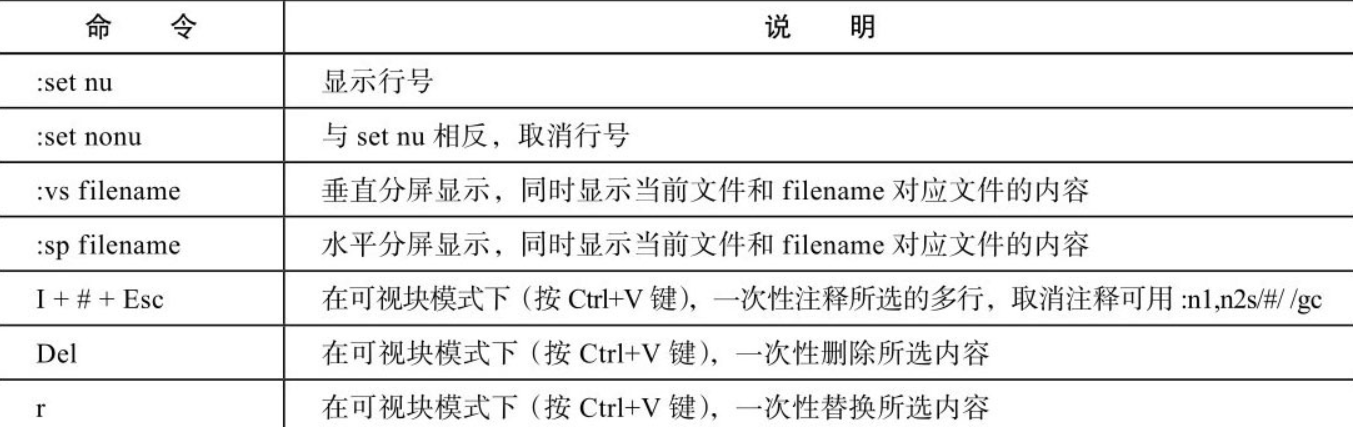 命 令 说 明
:set nu 显示行号
:set nonu 与 set nu 相反，取消行号
:vs filename 垂直分屏显示，同时显示当前文件和 filename 对应文件的内容
:sp filename 水平分屏显示，同时显示当前文件和 filename 对应文件的内容
I + # + Esc 在可视块模式下（按 Ctrl+V 键），一次性注释所选的多行，取消注释可用 :n1,n2s/#/ /gc
Del 在可视块模式下（按 Ctrl+V 键），一次性删除所选内容
r 在可视块模式下（按 Ctrl+V 键），一次性替换所选内容